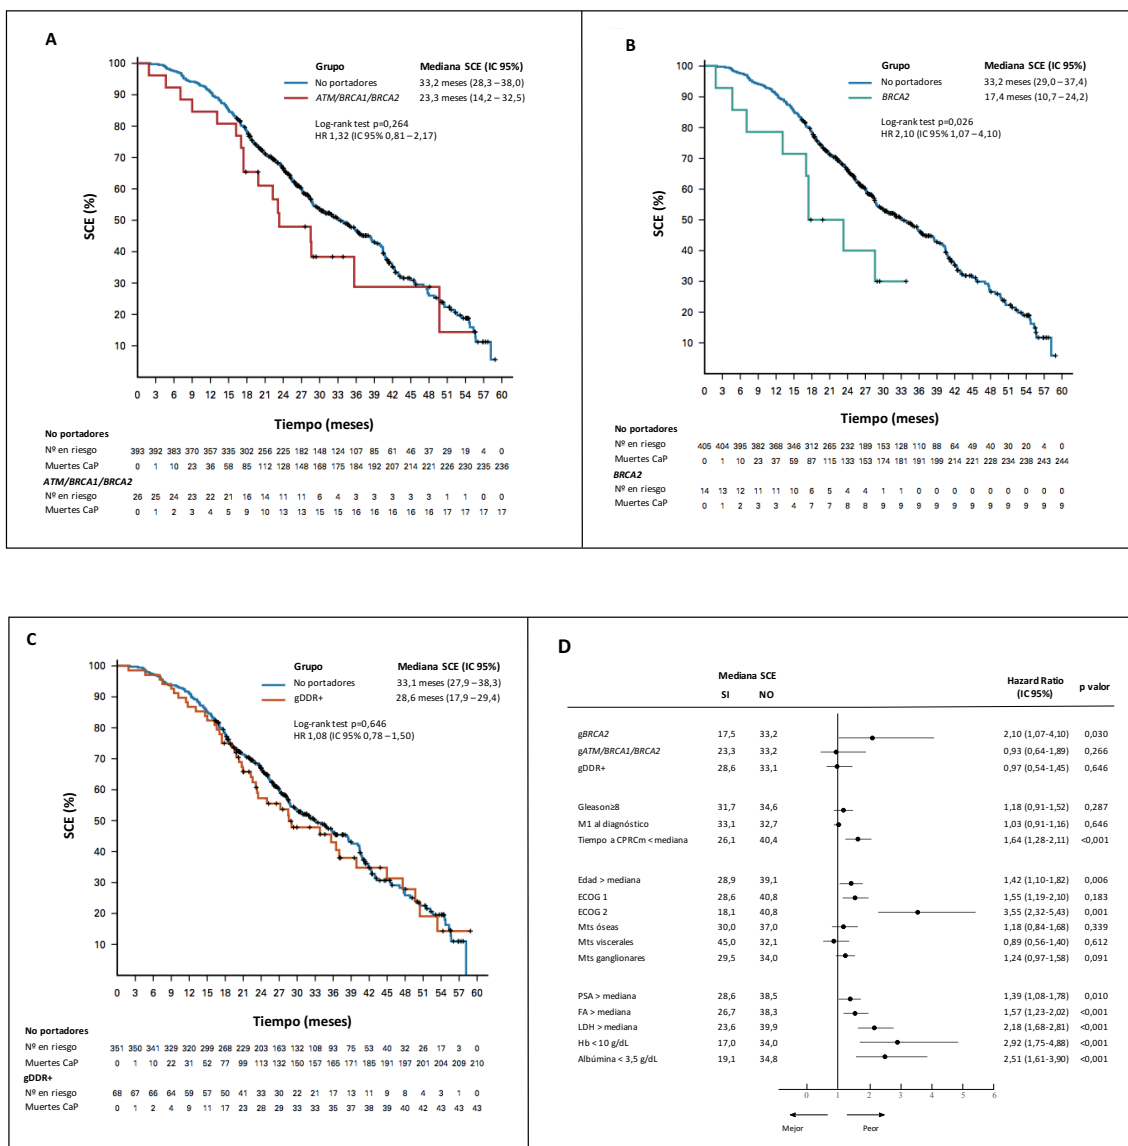 A
Grupo Mediana SCE (IC 95%)
No portadores 33,2 meses (28,3 – 38,0)
ATM/BRCA1/BRCA2 23,3 meses (14,2 – 32,5)
Log-rank test p=0,264
HR 1,32 (IC 95% 0,81 – 2,17)
SCE (%)
100
90
80
70
60
50
40
30
20
10
0 3 6 9 12 15 18 21 24 27 30 33 36 39 42 45 48 51 54 57 60
Tiempo (meses)
No portadores
Nº en riesgo 393 392 383 370 357 335 302 256 225 182 148 124 107 85 61 46 37 29 19 4 0
Muertes CaP 0 1 10 23 36 58 85 112 128 148 168 175 184 192 207 214 221 226 230 235 236
ATM/BRCA1/BRCA2
Nº en riesgo 26 25 24 23 22 21 16 14 11 11 6 4 3 3 3 3 3 1 1 0 0
Muertes CaP 0 1 2 3 4 5 9 10 13 13 15 15 16 16 16 16 16 17 17 17 17
B
Grupo Mediana SCE (IC 95%)
No portadores 33,2 meses (29,0 – 37,4)
BRCA2 17,4 meses (10,7 – 24,2)
Log-rank test p=0,026
HR 2,10 (IC 95% 1,07 – 4,10)
SCE (%)
100
90
80
70
60
50
40
30
20
10
0 3 6 9 12 15 18 21 24 27 30 33 36 39 42 45 48 51 54 57 60
Tiempo (meses)
No portadores
Nº en riesgo 405 404 395 382 368 346 312 265 232 189 153 128 110 88 64 49 40 30 20 4 0
Muertes CaP 0 1 10 23 37 59 87 115 133 153 174 181 191 199 214 221 228 234 238 243 244
BRCA2
Nº en riesgo 14 13 12 11 11 10 6 5 4 4 1 1 0 0 0 0 0 0 0 0 0
Muertes CaP 0 1 2 3 3 4 7 7 8 8 9 9 9 9 9 9 9 9 9 9 9
C
Grupo Mediana SCE (IC 95%)
No portadores 33,1 meses (27,9 – 38,3)
gDDR+ 28,6 meses (17,9 – 29,4)
Log-rank test p=0,646
HR 1,08 (IC 95% 0,78 – 1,50)
SCE (%)
100
90
80
70
60
50
40
30
20
10
0 3 6 9 12 15 18 21 24 27 30 33 36 39 42 45 48 51 54 57 60
Tiempo (meses)
No portadores
Nº en riesgo 351 350 341 329 320 299 268 229 203 163 132 108 93 75 53 40 32 26 17 3 0
Muertes CaP 0 1 10 22 31 52 77 99 113 132 150 157 165 171 185 191 197 201 204 209 210
gDDR+
Nº en riesgo 68 67 66 64 59 57 50 41 33 30 22 21 17 13 11 9 8 4 3 1 0
Muertes CaP 0 1 2 4 9 11 17 23 28 29 33 33 35 37 38 39 40 42 43 43 43
D
Mediana SCE
SI NO Hazard Ratio (IC 95%) p valor
gBRCA2 17,5 33,2 2,10 (1,07-4,10) 0,030
gATM/BRCA1/BRCA2 23,3 33,2 0,93 (0,64-1,89) 0,266
gDDR+ 28,6 33,1 0,97 (0,54-1,45) 0,646
Gleason≥8 31,7 34,6 1,18 (0,91-1,52) 0,287
M1 al diagnóstico 33,1 32,7 1,03 (0,91-1,16) 0,646
Tiempo a CPRCm < mediana 26,1 40,4 1,64 (1,28-2,11) <0,001
Edad > mediana 28,9 39,1 1,42 (1,10-1,82) 0,006
ECOG 1 28,6 40,8 1,55 (1,19-2,10) 0,183
ECOG 2 18,1 40,8 3,55 (2,32-5,43) 0,001
Mts óseas 30,0 37,0 1,18 (0,84-1,68) 0,339
Mts viscerales 45,0 32,1 0,89 (0,56-1,40) 0,612
Mts ganglionares 29,5 34,0 1,24 (0,97-1,58) 0,091
PSA > mediana 28,6 38,5 1,39 (1,08-1,78) 0,010
FA > mediana 26,7 38,3 1,57 (1,23-2,02) <0,001
LDH > mediana 23,6 39,9 2,18 (1,68-2,81) <0,001
Hb < 10 g/dL 17,0 34,0 2,92 (1,75-4,88) <0,001
Albúmina < 3,5 g/dL 19,1 34,8 2,51 (1,61-3,90) <0,001
0 1 2 3 4 5 6
Mejor Peor